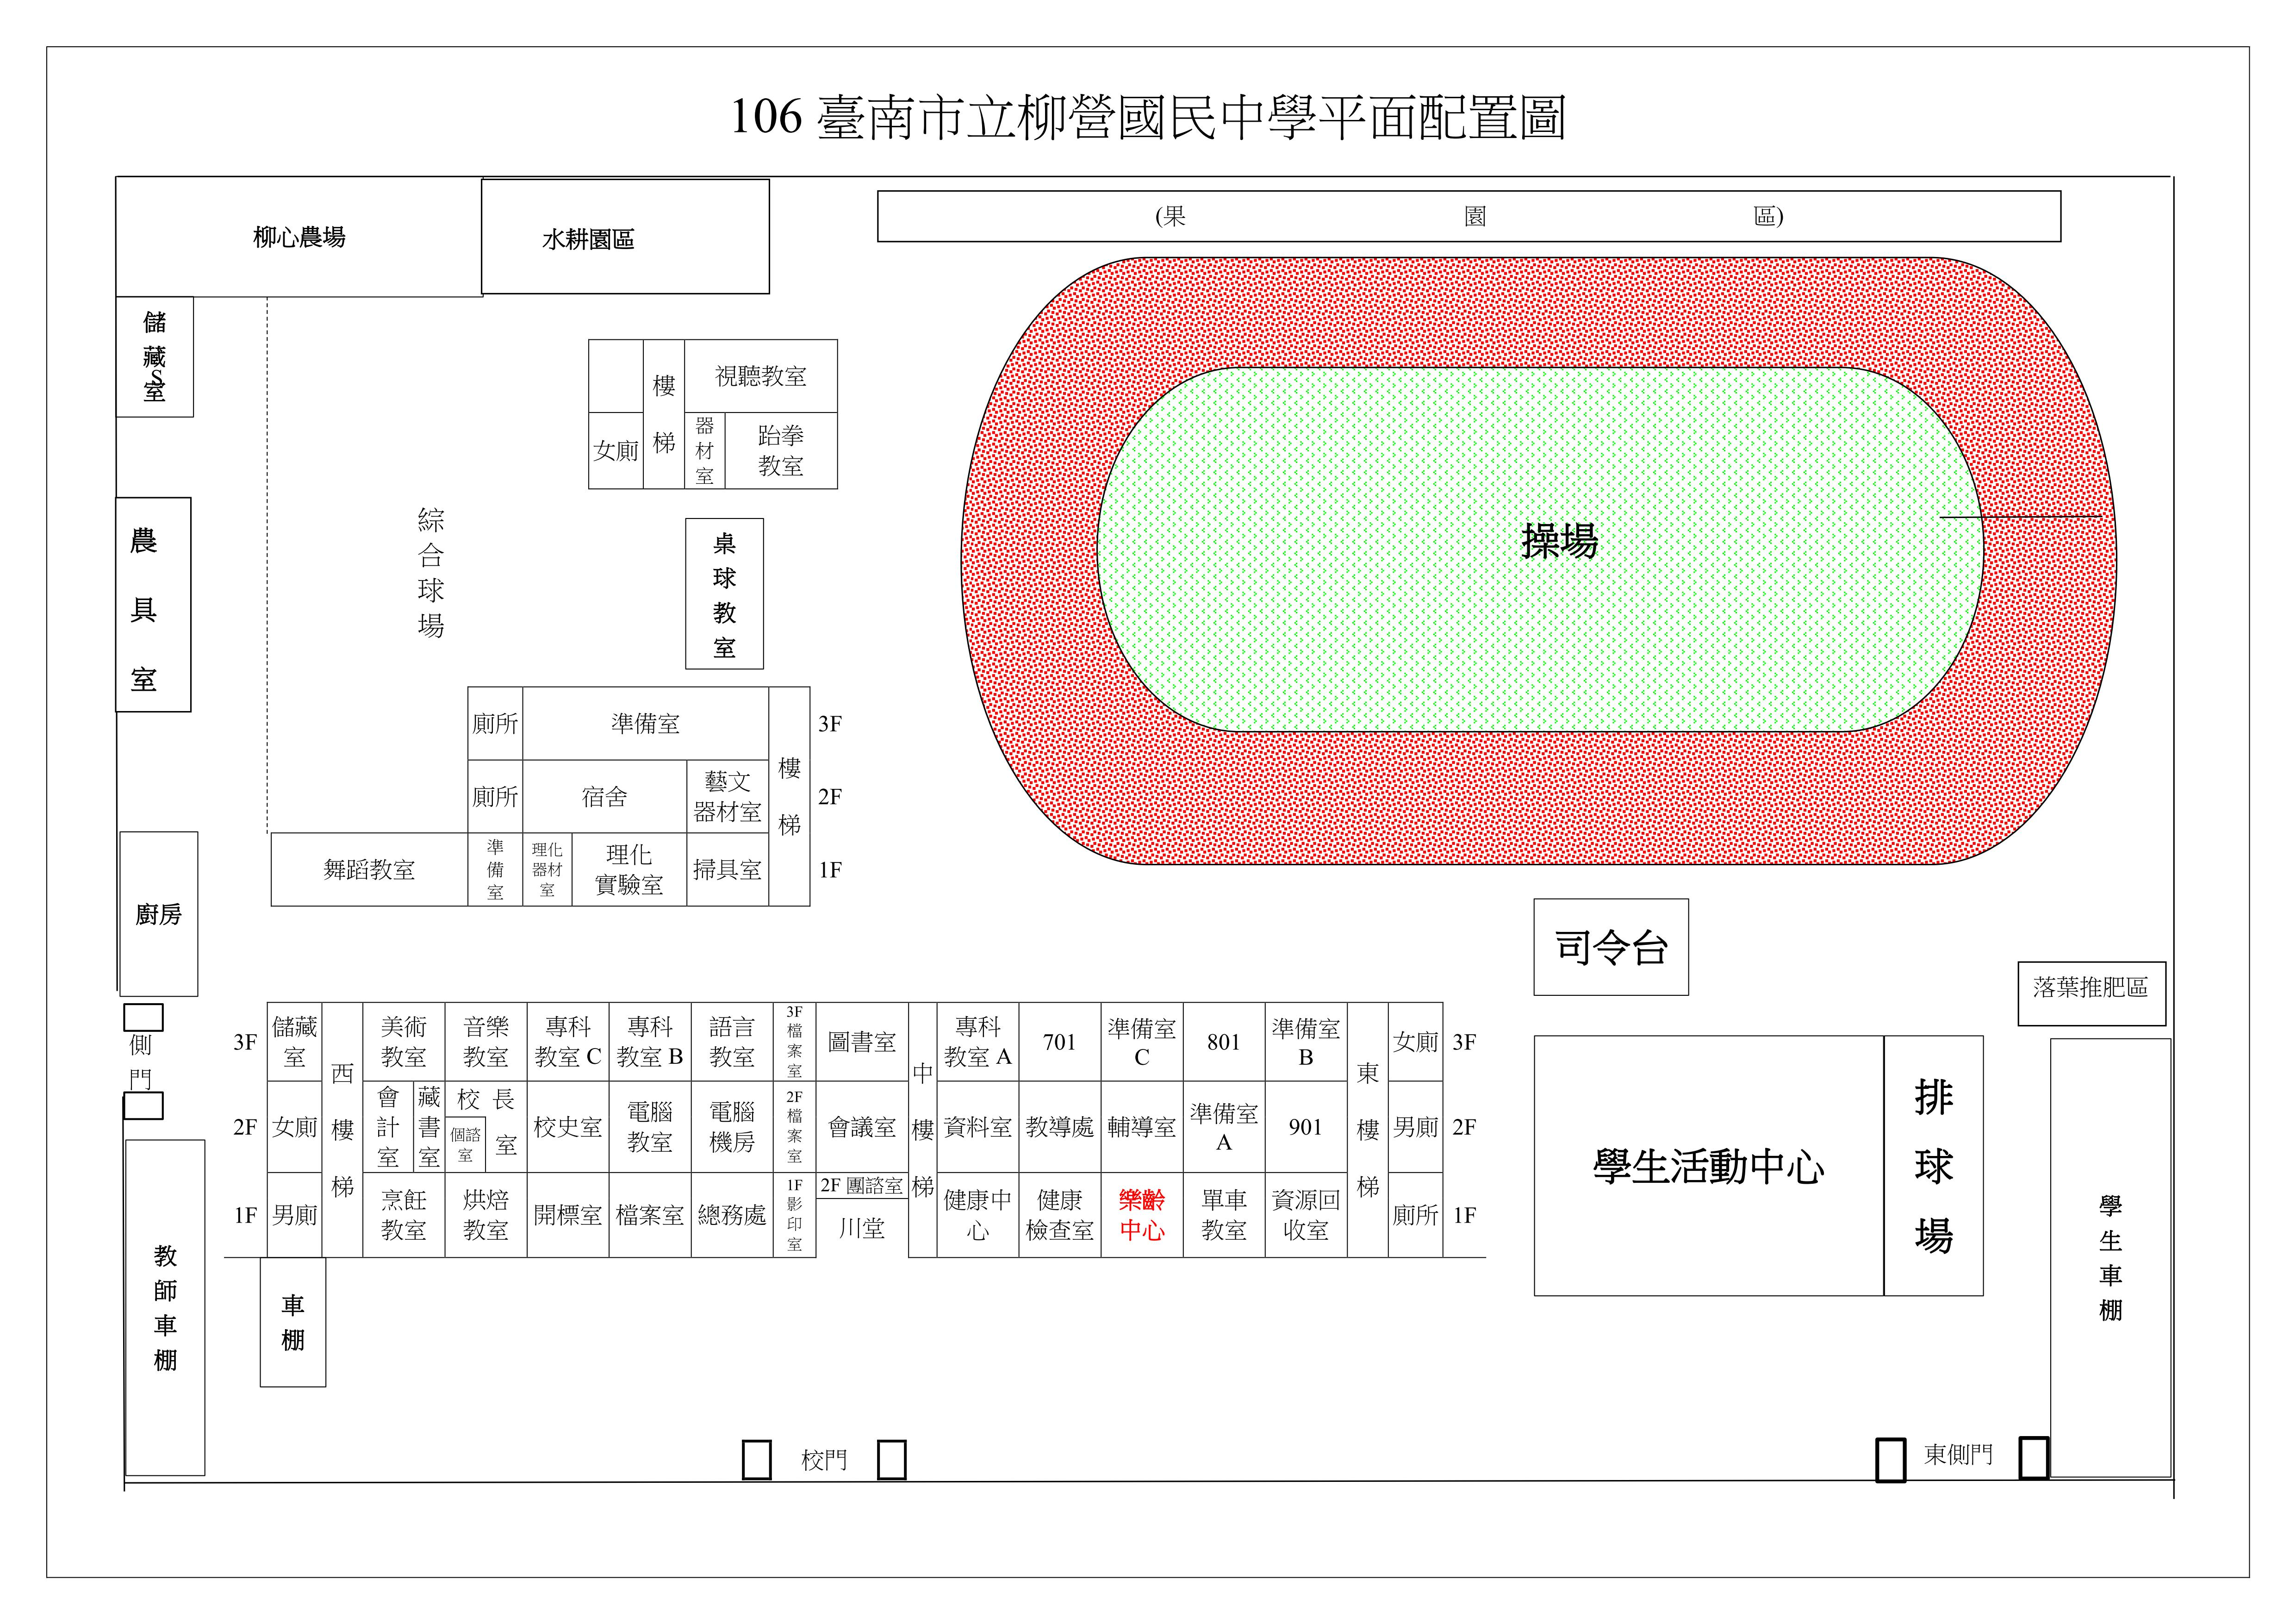 106 臺南市立柳營國民中學平面配置圖
柳心農場
水耕園區
(果 園 區)
儲
藏
S
室
樓
梯
視聽教室
女廁
器
材
室
跆拳
教室
農
具
室
綜
合
球
場
桌
球
教
室
操場
廁所
準備室
樓
梯
3F
廁所
宿舍
藝文
器材室
2F
舞蹈教室
準
備
室
理化
器材
室
理化
實驗室
掃具室
1F
廚房
司令台
落葉推肥區
側
門
3F
儲藏
室
西
樓
梯
美術
教室
音樂
教室
專科
教室 C
專科
教室 B
語言
教室
3F
檔
案
室
圖書室
中
樓
梯
專科
教室 A
701
準備室
C
801
準備室
B
東
樓
梯
女廁
3F
2F
女廁
會
計
室
藏
書
室
校 長
室
個諮
室
校史室
電腦
教室
電腦
機房
2F
檔
案
室
會議室
資料室
教導處
輔導室
準備室
A
901
男廁
2F
1F
男廁
烹飪
教室
烘焙
教室
開標室
檔案室
總務處
1F
影
印
室
2F 團諮室
川堂
健康中
心
健康
檢查室
樂齡
中心
單車
教室
資源回
收室
廁所
1F
學生活動中心
排
球
場
學
生
車
棚
教
師
車
棚
車
棚
校門
東側門